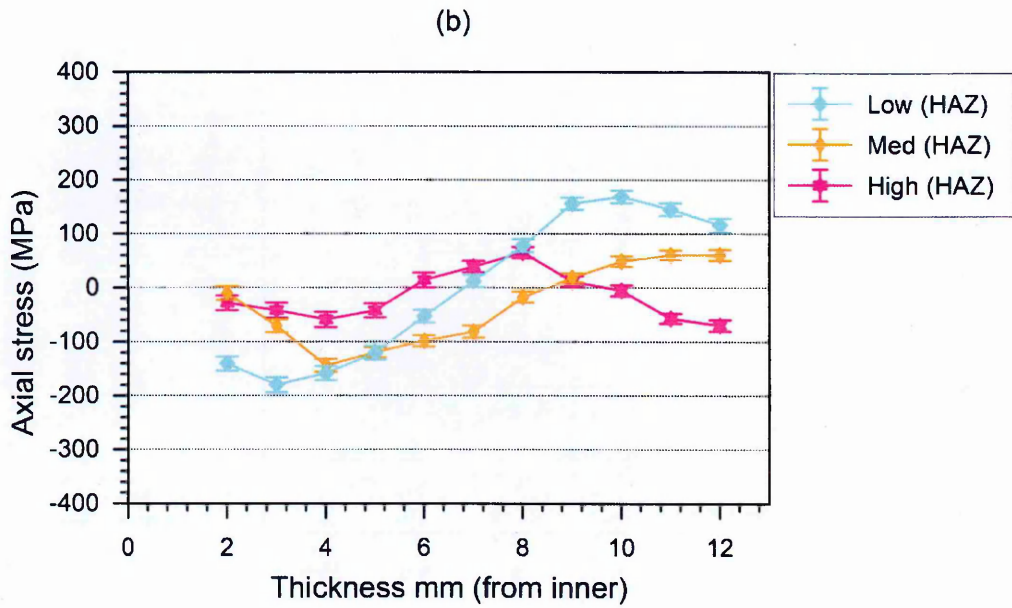 (b)
400
300
200
100
0
-100
-200
-300
-400
Axial stress (MPa)
0 2 4 6 8 10 12
Thickness mm (from inner)
Low (HAZ)
Med (HAZ)
High (HAZ)